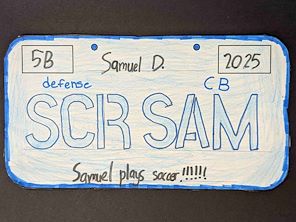 5B Samuel D. 2025
defense CB
SCR SAM
Samuel plays soccer!!!!!!